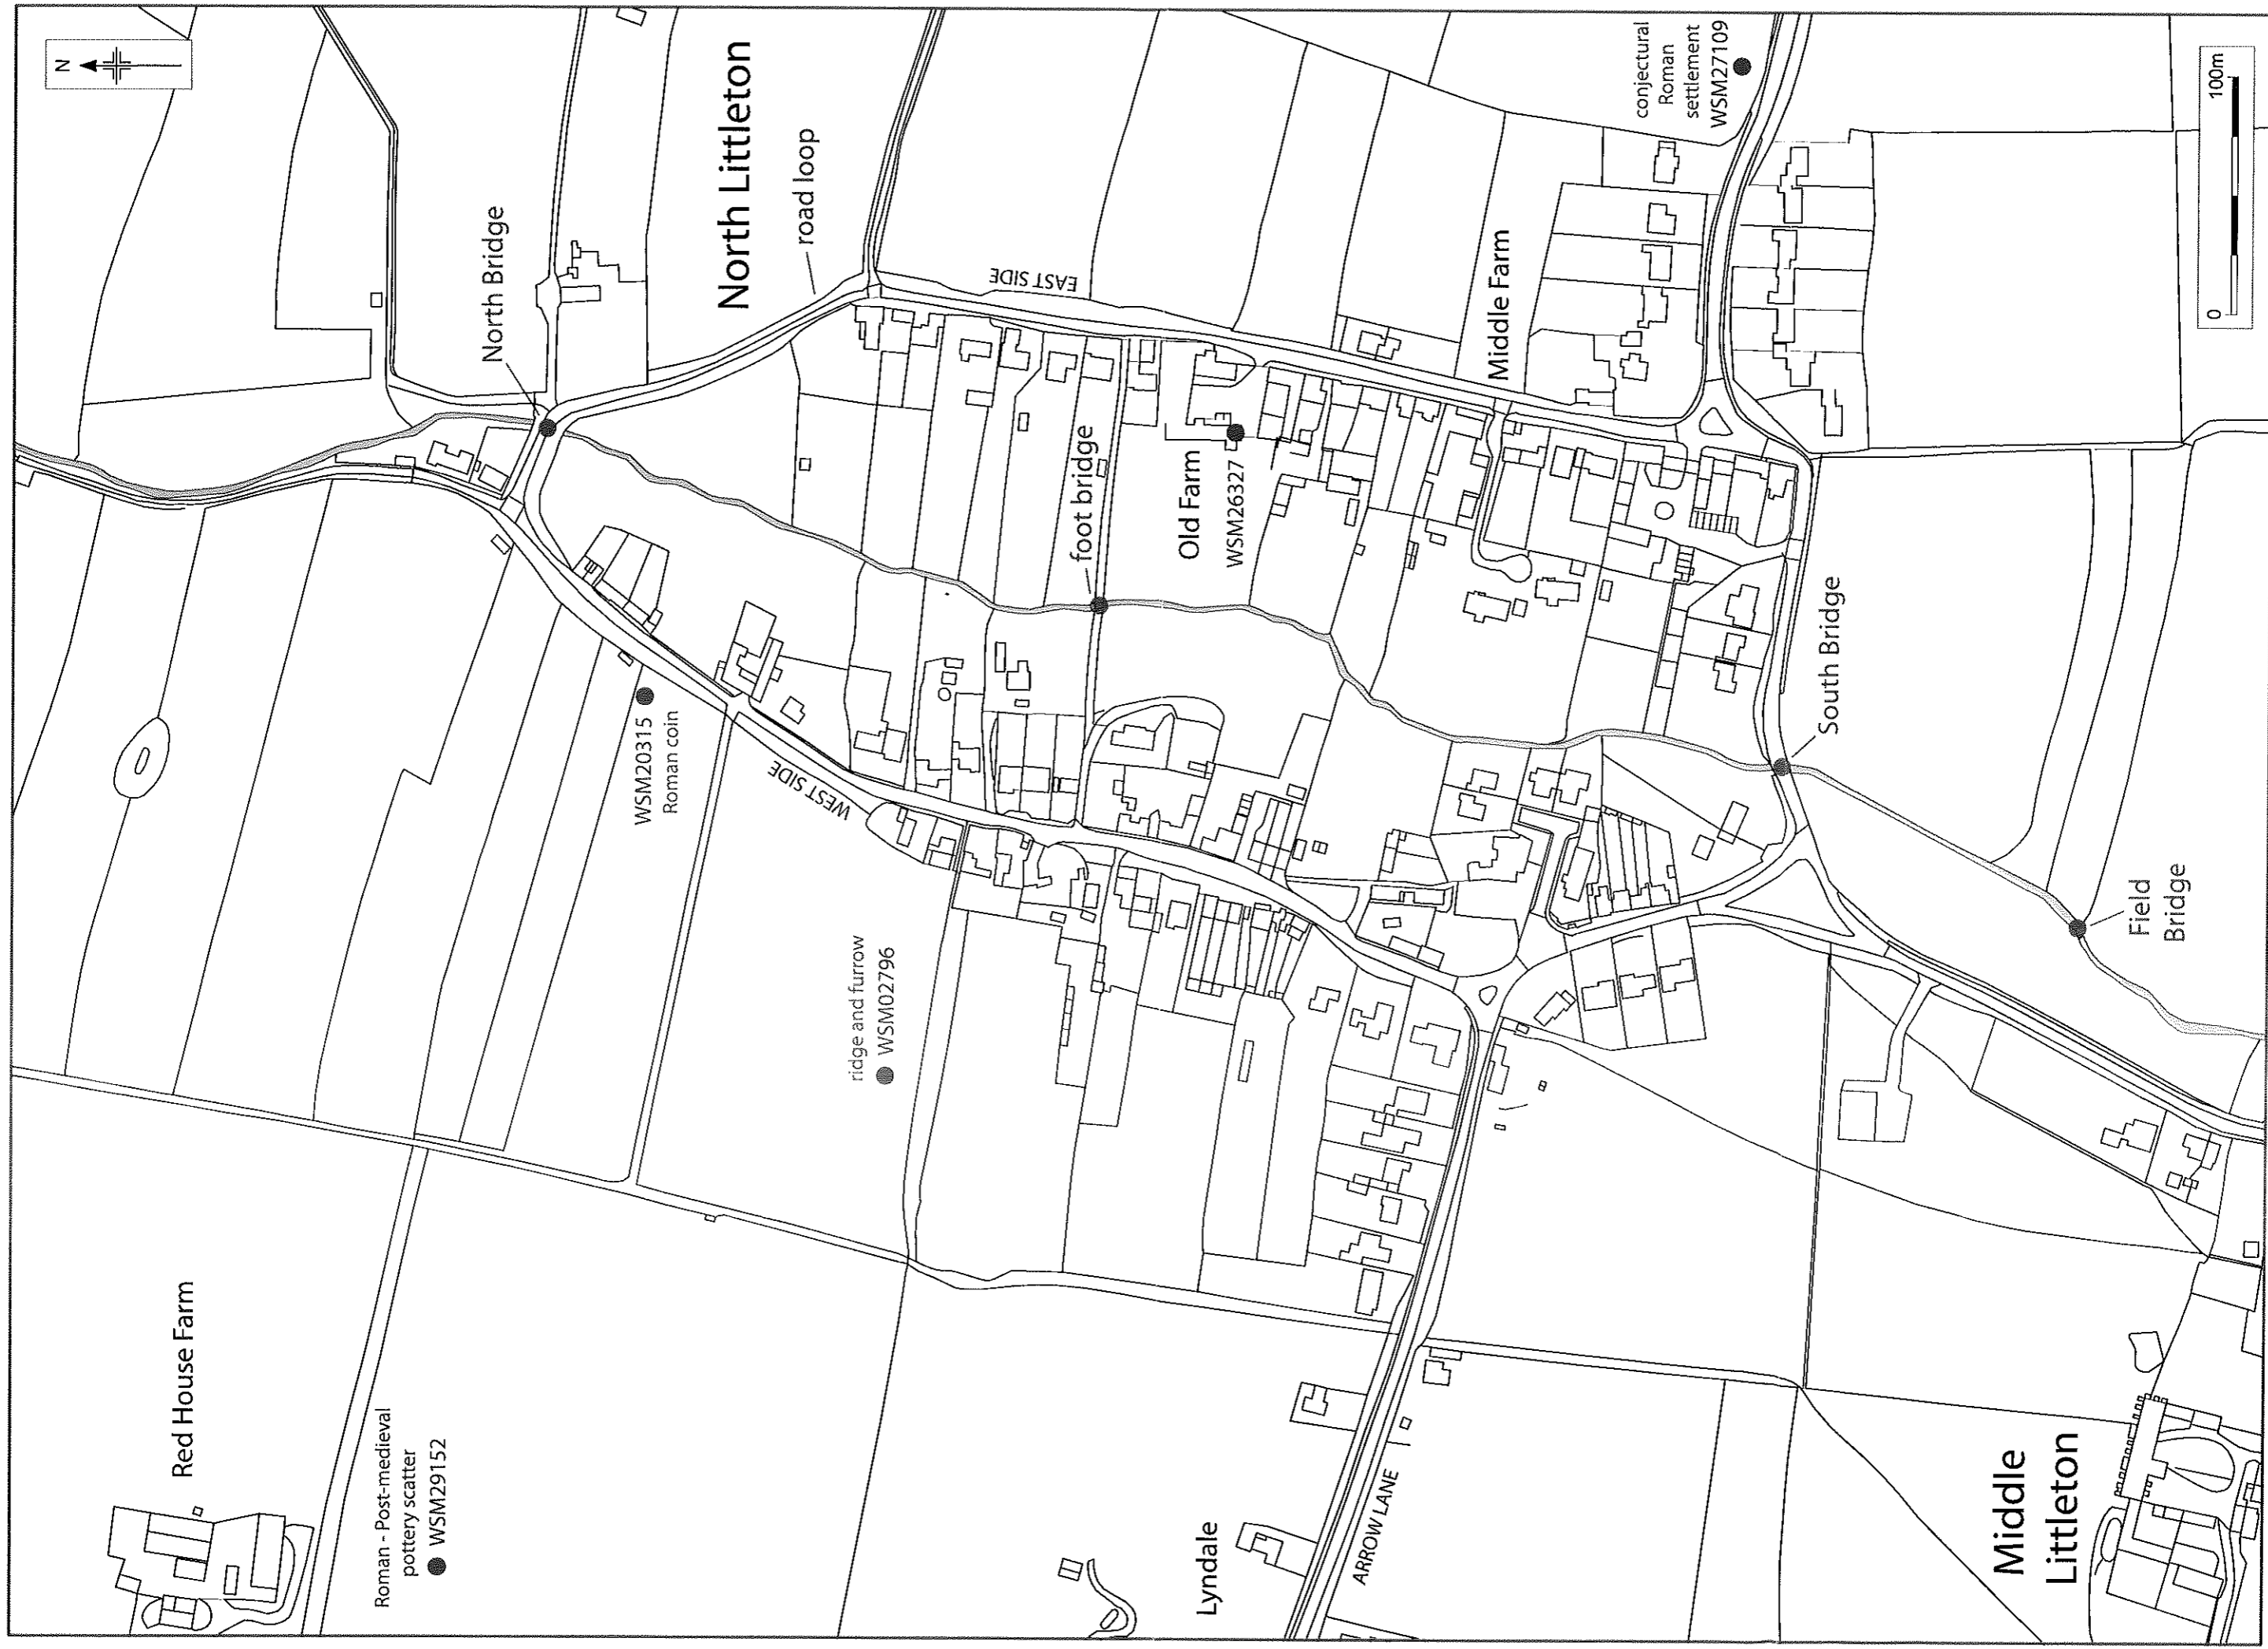 N
North Littleton
road loop
North Bridge
EAST SIDE
conjectural
Roman
settlement
WSM27109
0
100m
Middle Farm
foot bridge
Old Farm
WSM26327
South Bridge
WSM20315
Roman coin
WEST SIDE
ridge and furrow
WSM02796
Field
Bridge
Red House Farm
Roman - Post-medieval
pottery scatter
WSM29152
Lyndale
ARROW LANE
Middle
Littleton